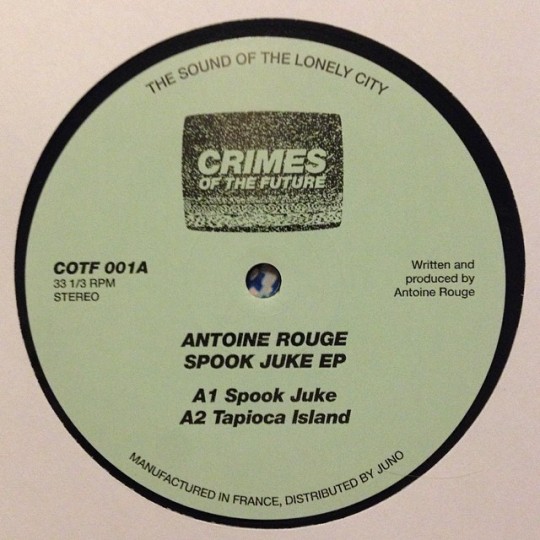 THE SOUND OF THE LONELY CITY
CRIMES
OF THE FUTURE
COTF 001A
33 1/3 RPM
STEREO
Written and
produced by
Antoine Rouge
ANTOINE ROUGE
SPOOK JUKE EP
A1 Spook Juke
A2 Tapioca Island
MANUFACTURED IN FRANCE, DISTRIBUTED BY JUNO